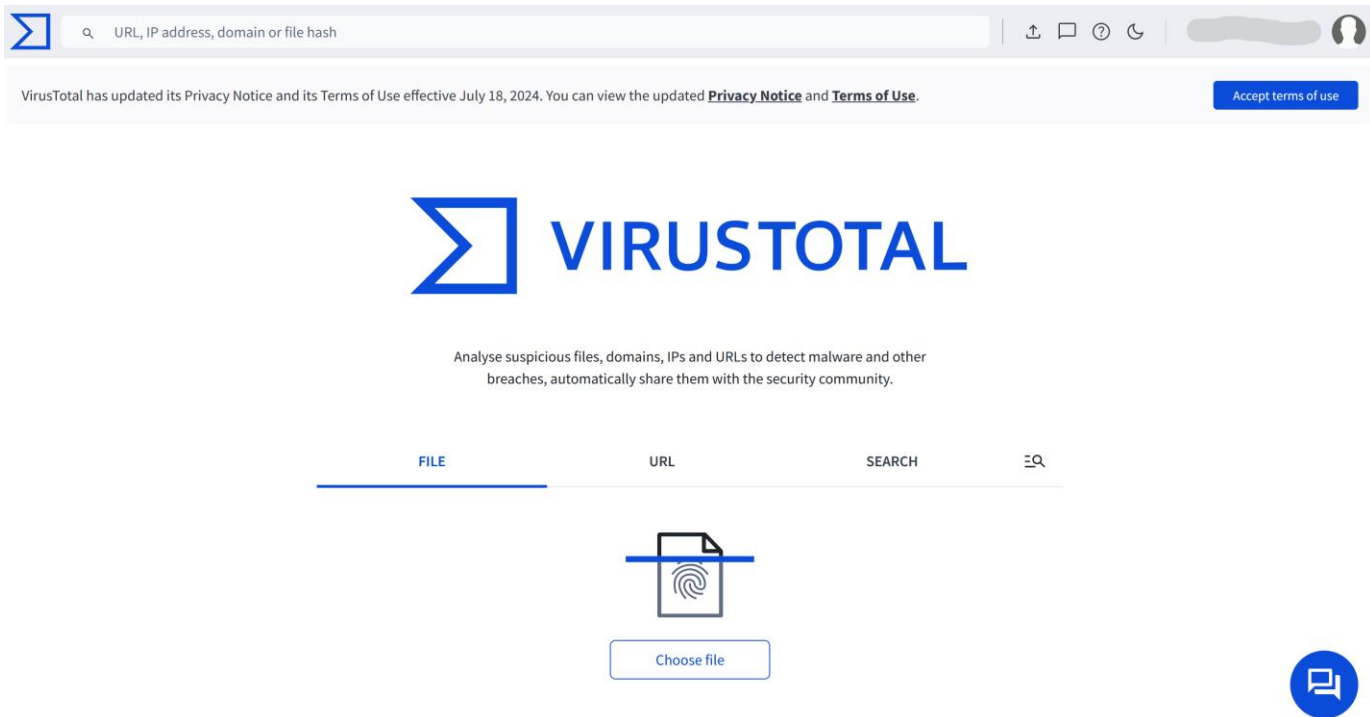 URL, IP address, domain or file hash
VirusTotal has updated its Privacy Notice and its Terms of Use effective July 18, 2024. You can view the updated Privacy Notice and Terms of Use.
Accept terms of use
VIRUSTOTAL
Analyse suspicious files, domains, IPs and URLs to detect malware and other
breaches, automatically share them with the security community.
FILE
URL
SEARCH
Choose file